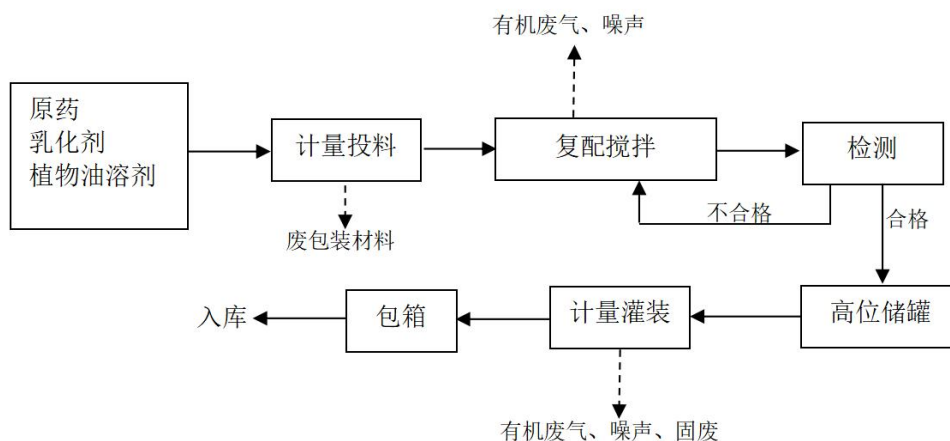 有机废气、噪声
原药
乳化剂
植物油溶剂
计量投料
复配搅拌
检测
废包装材料
不合格
合格
入库
包箱
计量灌装
高位储罐
有机废气、噪声、固废